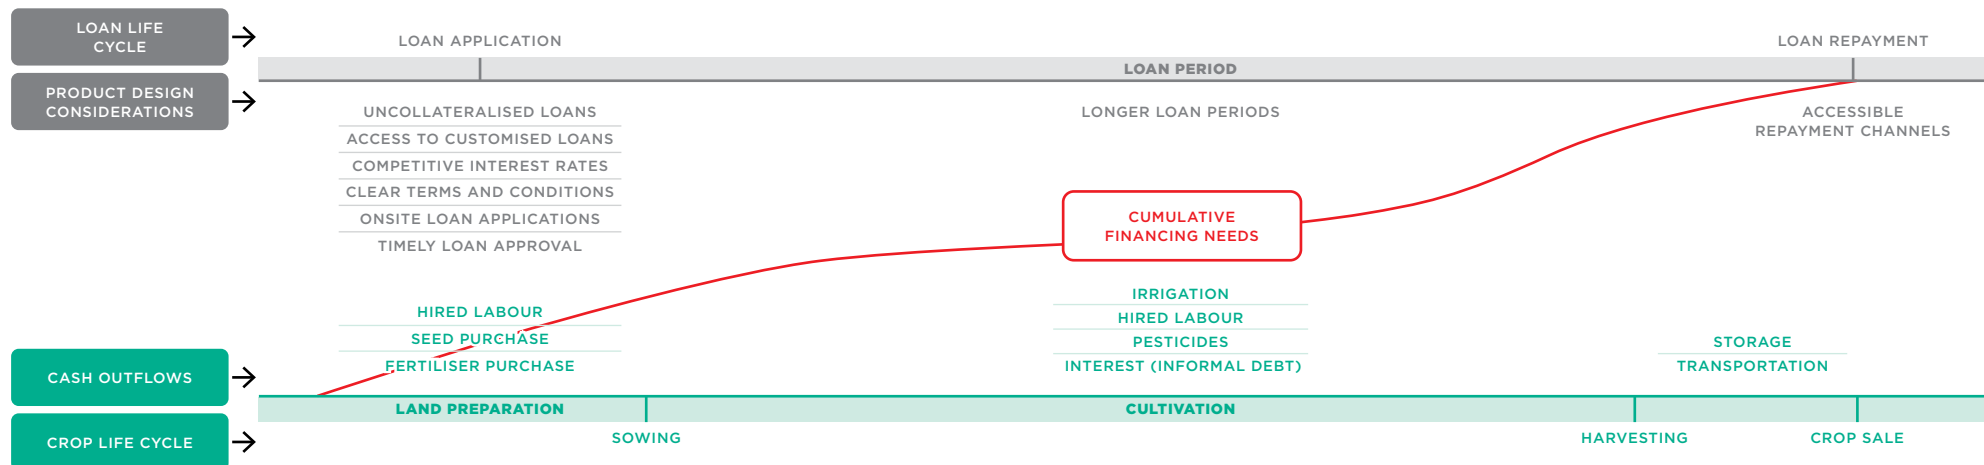 LOAN LIFE
CYCLE
LOAN APPLICATION
LOAN REPAYMENT
LOAN PERIOD
PRODUCT DESIGN
CONSIDERATIONS
UNCOLLATERALISED LOANS
ACCESS TO CUSTOMISED LOANS
COMPETITIVE INTEREST RATES
CLEAR TERMS AND CONDITIONS
ONSITE LOAN APPLICATIONS
TIMELY LOAN APPROVAL
LONGER LOAN PERIODS
ACCESSIBLE
REPAYMENT CHANNELS
CUMULATIVE
FINANCING NEEDS
CASH OUTFLOWS
HIRED LABOUR
SEED PURCHASE
FERTILISER PURCHASE
IRRIGATION
HIRED LABOUR
PESTICIDES
INTEREST (INFORMAL DEBT)
STORAGE
TRANSPORTATION
LAND PREPARATION
CULTIVATION
CROP LIFE CYCLE
SOWING
HARVESTING
CROP SALE